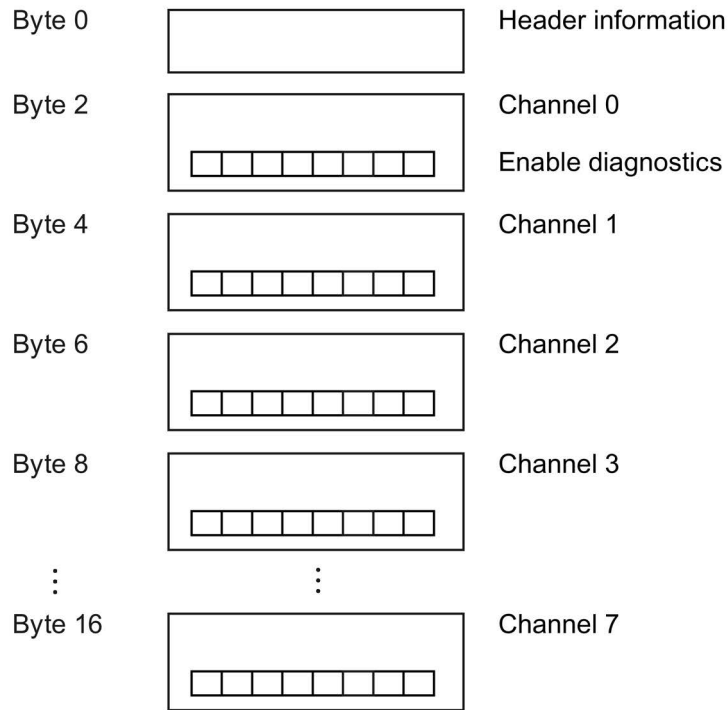 Byte 0 Header information
Byte 2 Channel 0
Enable diagnostics
Byte 4 Channel 1
Byte 6 Channel 2
Byte 8 Channel 3
⋮ ⋮
Byte 16 Channel 7